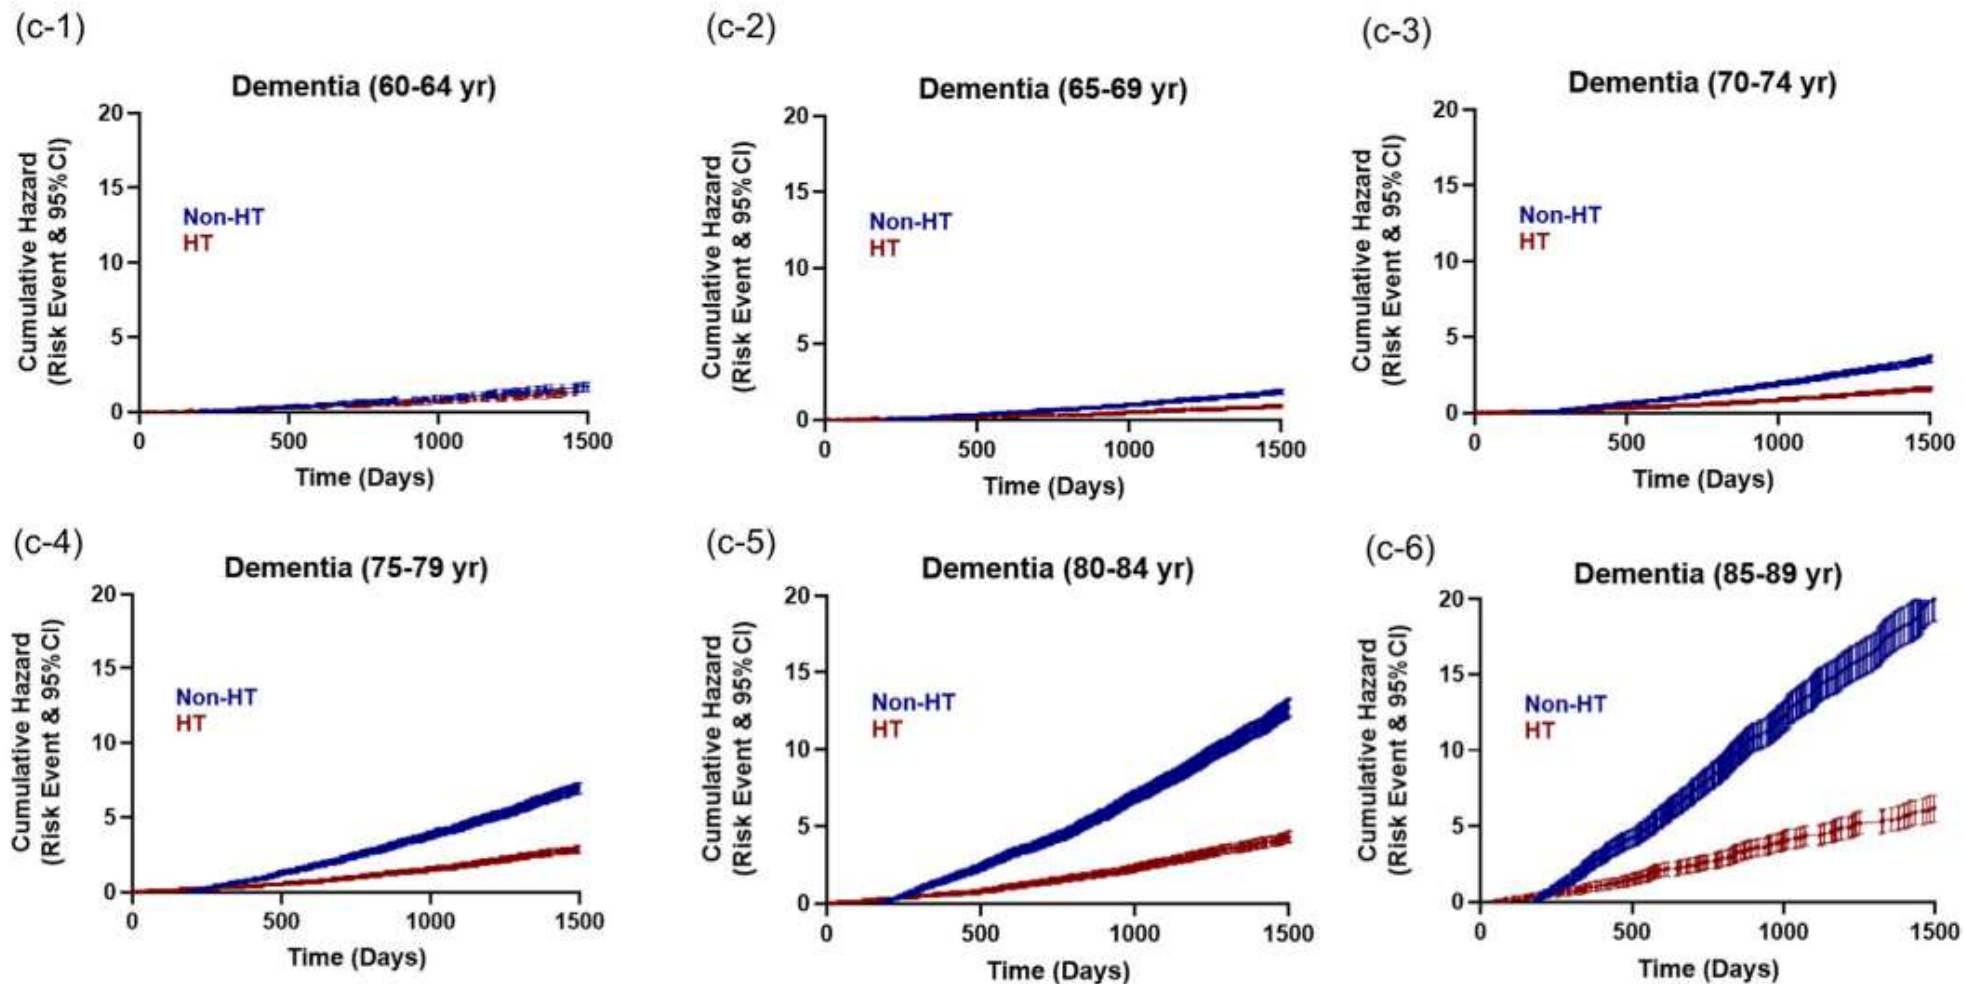 (c-1)
Dementia (60-64 yr)
Cumulative Hazard
(Risk Event & 95%CI)
20
15
10
5
0
Non-HT
HT
0 500 1000 1500
Time (Days)
(c-2)
Dementia (65-69 yr)
Cumulative Hazard
(Risk Event & 95%CI)
20
15
10
5
0
Non-HT
HT
0 500 1000 1500
Time (Days)
(c-3)
Dementia (70-74 yr)
Cumulative Hazard
(Risk Event & 95%CI)
20
15
10
5
0
Non-HT
HT
0 500 1000 1500
Time (Days)
(c-4)
Dementia (75-79 yr)
Cumulative Hazard
(Risk Event & 95%CI)
20
15
10
5
0
Non-HT
HT
0 500 1000 1500
Time (Days)
(c-5)
Dementia (80-84 yr)
Cumulative Hazard
(Risk Event & 95%CI)
20
15
10
5
0
Non-HT
HT
0 500 1000 1500
Time (Days)
(c-6)
Dementia (85-89 yr)
Cumulative Hazard
(Risk Event & 95%CI)
20
15
10
5
0
Non-HT
HT
0 500 1000 1500
Time (Days)